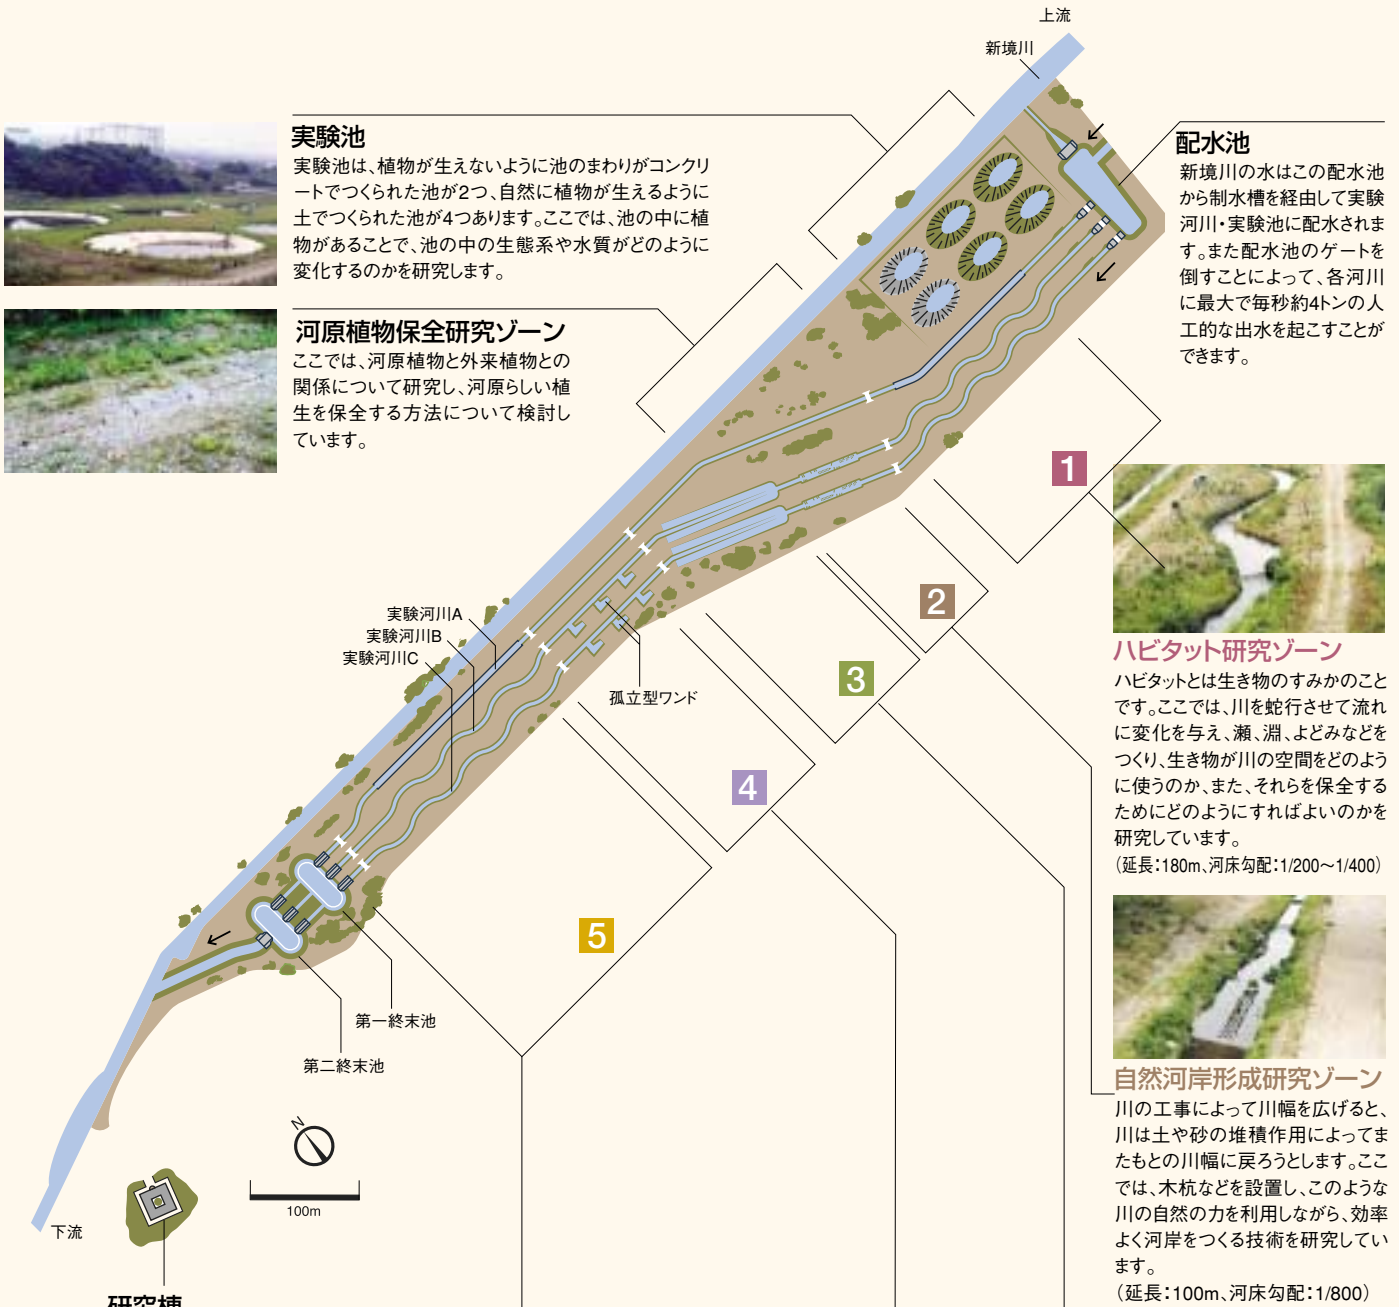 上流
新境川
実験池
実験池は、植物が生えないように池のまわりがコンクリ
ートでつくられた池が2つ、自然に植物が生えるように
土でつくられた池が4つあります。ここでは、池の中に植
物があることで、池の中の生態系や水質がどのように
変化するのかを研究します。
配水池
新境川の水はこの配水池
から制水槽を経由して実験
河川・実験池に配水されま
す。また配水池のゲートを
倒すことによって、各河川
に最大で毎秒約4トンの人
工的な出水を起こすことが
できます。
河原植物保全研究ゾーン
ここでは、河原植物と外来植物との
関係について研究し、河原らしい植
生を保全する方法について検討し
ています。
1
2
3
4
5
実験河川A
実験河川B
実験河川C
孤立型ワンド
ハビタット研究ゾーン
ハビタットとは生き物のすみかのこと
です。ここでは、川を蛇行させて流れ
に変化を与え、瀬、淵、よどみなどを
つくり、生き物が川の空間をどのよう
に使うのか、また、それらを保全する
ためにどのようにすればよいのかを
研究しています。
（延長：180m、河床勾配：1/200〜1/400）
第一終末池
第二終末池
自然河岸形成研究ゾーン
川の工事によって川幅を広げると、
川は土や砂の堆積作用によってま
たもとの川幅に戻ろうとします。ここ
では、木杭などを設置し、このような
川の自然の力を利用しながら、効率
よく河岸をつくる技術を研究してい
ます。
（延長：100m、河床勾配：1/800）
N
100m
下流
研究棟